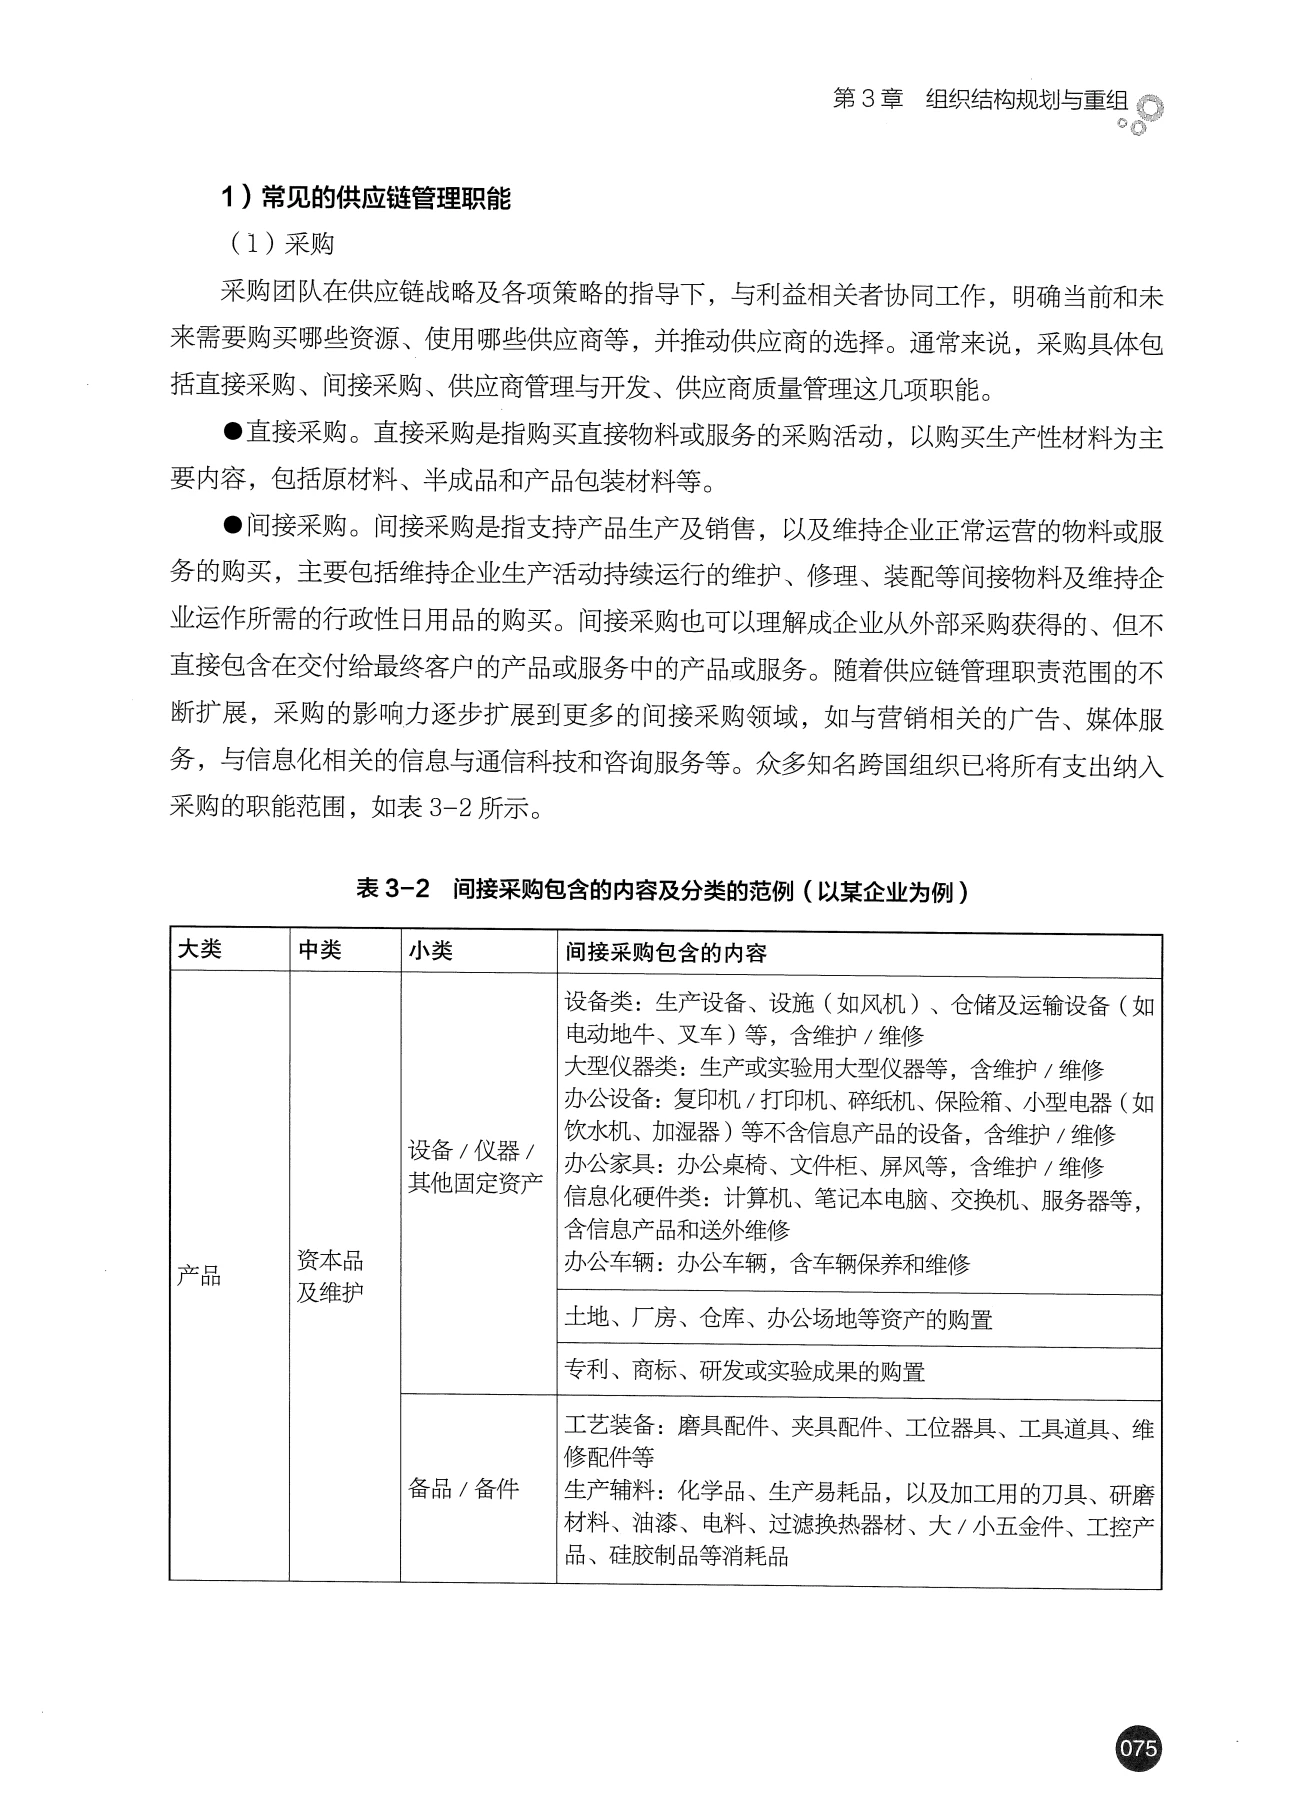 第 3 章　组织结构规划与重组
1）常见的供应链管理职能
（1）采购
采购团队在供应链战略及各项策略的指导下，与利益相关者协同工作，明确当前和未
来需要购买哪些资源、使用哪些供应商等，并推动供应商的选择。通常来说，采购具体包
括直接采购、间接采购、供应商管理与开发、供应商质量管理这几项职能。
●直接采购。直接采购是指购买直接物料或服务的采购活动，以购买生产性材料为主
要内容，包括原材料、半成品和产品包装材料等。
●间接采购。间接采购是指支持产品生产及销售，以及维持企业正常运营的物料或服
务的购买，主要包括维持企业生产活动持续运行的维护、修理、装配等间接物料及维持企
业运作所需的行政性日用品的购买。间接采购也可以理解成企业从外部采购获得的、但不
直接包含在交付给最终客户的产品或服务中的产品或服务。随着供应链管理职责范围的不
断扩展，采购的影响力逐步扩展到更多的间接采购领域，如与营销相关的广告、媒体服
务，与信息化相关的信息与通信科技和咨询服务等。众多知名跨国组织已将所有支出纳入
采购的职能范围，如表 3-2 所示。
表 3-2　间接采购包含的内容及分类的范例（以某企业为例）
大类　中类　小类　间接采购包含的内容
产品
资本品
及维护
设备 / 仪器 /
其他固定资产
设备类：生产设备、设施（如风机）、仓储及运输设备（如
电动地牛、叉车）等，含维护 / 维修
大型仪器类：生产或实验用大型仪器等，含维护 / 维修
办公设备：复印机 / 打印机、碎纸机、保险箱、小型电器（如
饮水机、加湿器）等不含信息产品的设备，含维护 / 维修
办公家具：办公桌椅、文件柜、屏风等，含维护 / 维修
信息化硬件类：计算机、笔记本电脑、交换机、服务器等，
含信息产品和送外维修
办公车辆：办公车辆，含车辆保养和维修
土地、厂房、仓库、办公场地等资产的购置
专利、商标、研发或实验成果的购置
备品 / 备件
工艺装备：磨具配件、夹具配件、工位器具、工具道具、维
修配件等
生产辅料：化学品、生产易耗品，以及加工用的刀具、研磨
材料、油漆、电料、过滤换热器材、大 / 小五金件、工控产
品、硅胶制品等消耗品
075